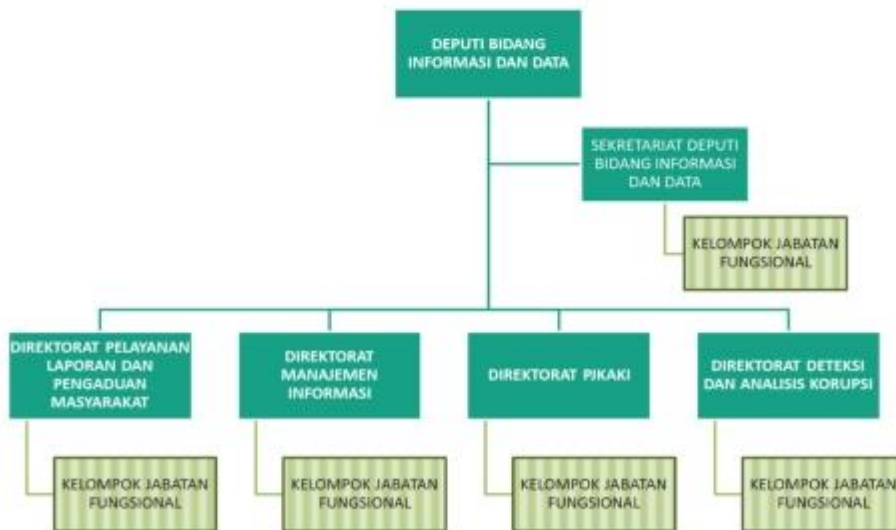 DEPUTI BIDANG
INFORMASI DAN DATA
SEKRETARIAT DEPUTI
BIDANG INFORMASI
DAN DATA
KELOMPOK JABATAN
FUNGSIONAL
DIREKTORAT PELAYANAN
LAPORAN DAN
PENGADUAN
MASYARAKAT
DIREKTORAT
MANAJEMEN
INFORMASI
DIREKTORAT PJKAKI
DIREKTORAT DETEKSI
DAN ANALISIS KORUPSI
KELOMPOK JABATAN
FUNGSIONAL
KELOMPOK JABATAN
FUNGSIONAL
KELOMPOK JABATAN
FUNGSIONAL
KELOMPOK JABATAN
FUNGSIONAL